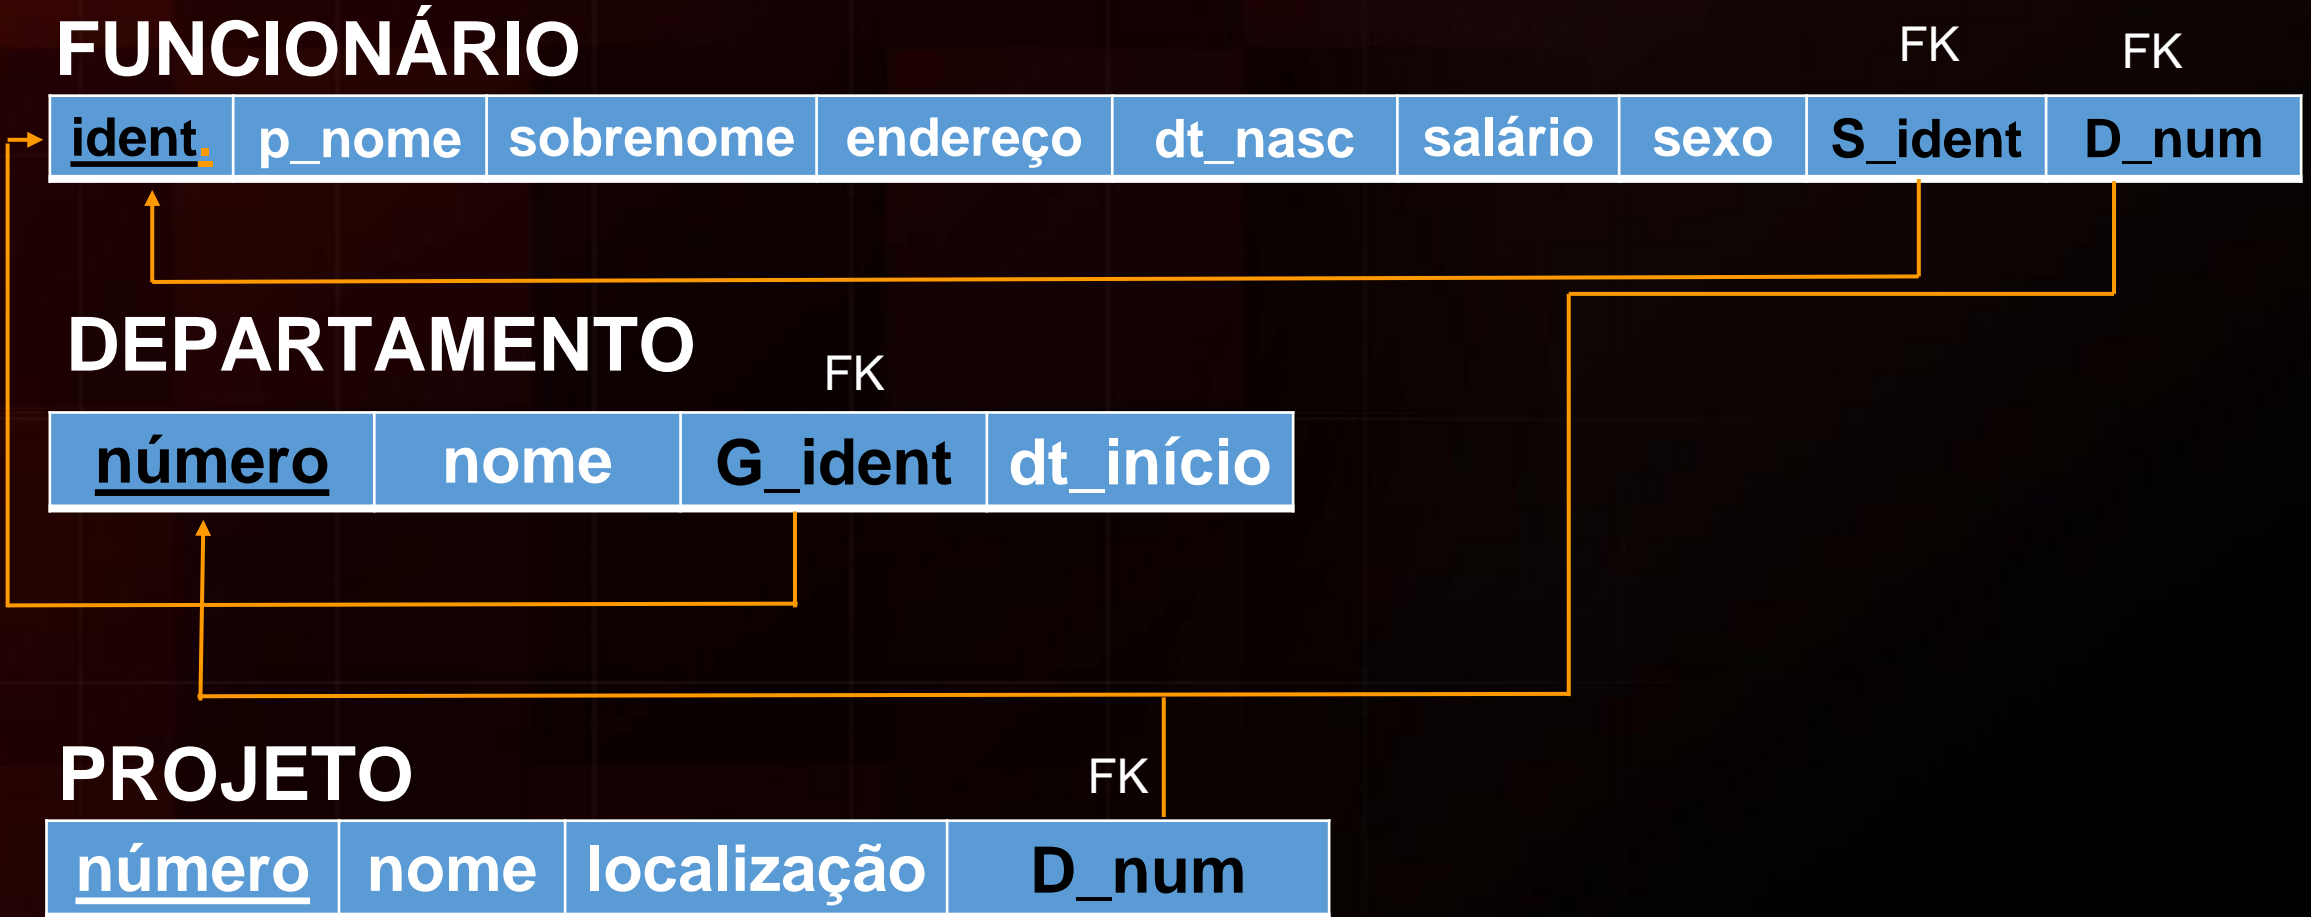 FUNCIONÁRIO FK FK
ident. p_nome sobrenome endereço dt_nasc salário sexo S_ident D_num
DEPARTAMENTO FK
número nome G_ident dt_início
PROJETO FK
número nome localização D_num